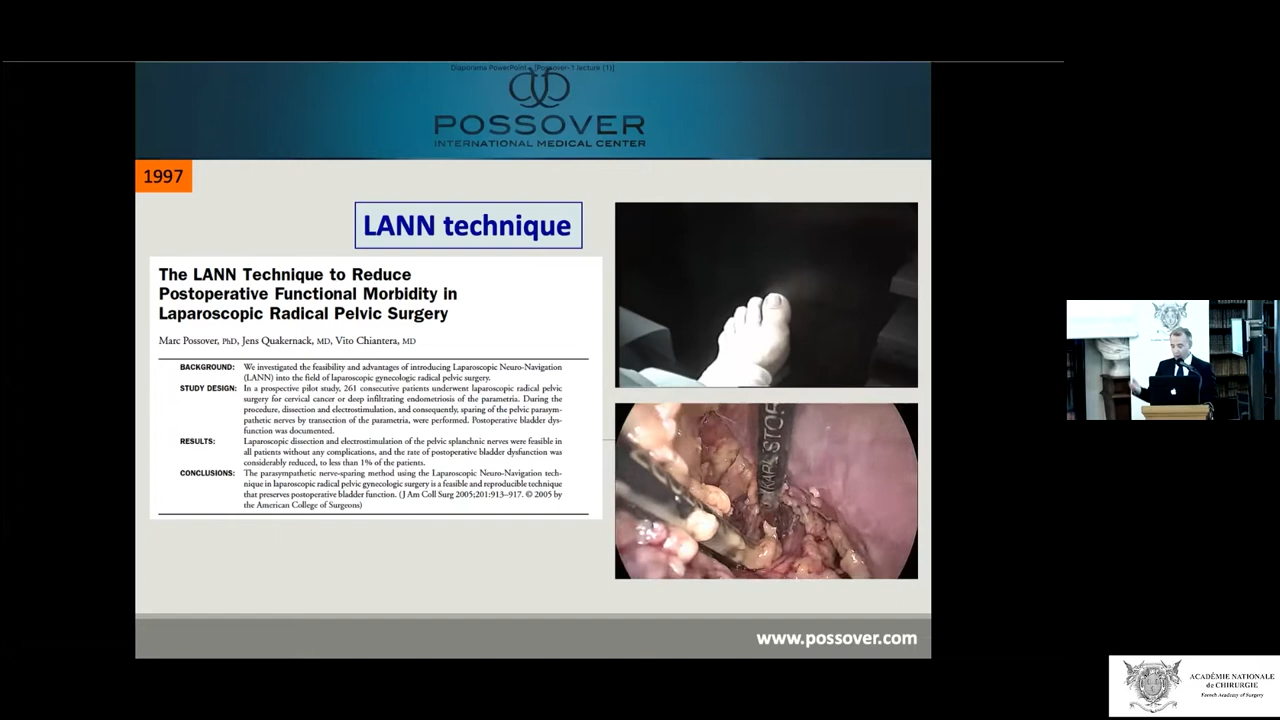 Diaporama PowerPoint - [Possover-1 lecture (1)]
POSSOVER
INTERNATIONAL MEDICAL CENTER
1997
LANN technique
The LANN Technique to Reduce
Postoperative Functional Morbidity in
Laparoscopic Radical Pelvic Surgery
Marc Possover, PhD, Jens Quakernack, MD, Vito Chiantera, MD
BACKGROUND: We investigated the feasibility and advantages of introducing Laparoscopic Neuro-Navigation
(LANN) into the field of laparoscopic gynecologic radical pelvic surgery.
STUDY DESIGN: In a prospective pilot study, 261 consecutive patients underwent laparoscopic radical pelvic
surgery for cervical cancer or deep infiltrating endometriosis of the parametria. During the
procedure, dissection and electrostimulation, and consequently, sparing of the pelvic parasym-
pathetic nerves by transection of the parametria, were performed. Postoperative bladder dys-
function was documented.
RESULTS: Laparoscopic dissection and electrostimulation of the pelvic splanchnic nerves were feasible in
all patients without any complications, and the rate of postoperative bladder dysfunction was
considerably reduced, to less than 1% of the patients.
CONCLUSIONS: The parasympathetic nerve-sparing method using the Laparoscopic Neuro-Navigation tech-
nique in laparoscopic radical pelvic gynecologic surgery is a feasible and reproducible technique
that preserves postoperative bladder function. (J Am Coll Surg 2005;201:913–917. © 2005 by
the American College of Surgeons)
KARL STOR
www.possover.com
ACADÉMIE NATIONALE
de CHIRURGIE
French Academy of Surgery